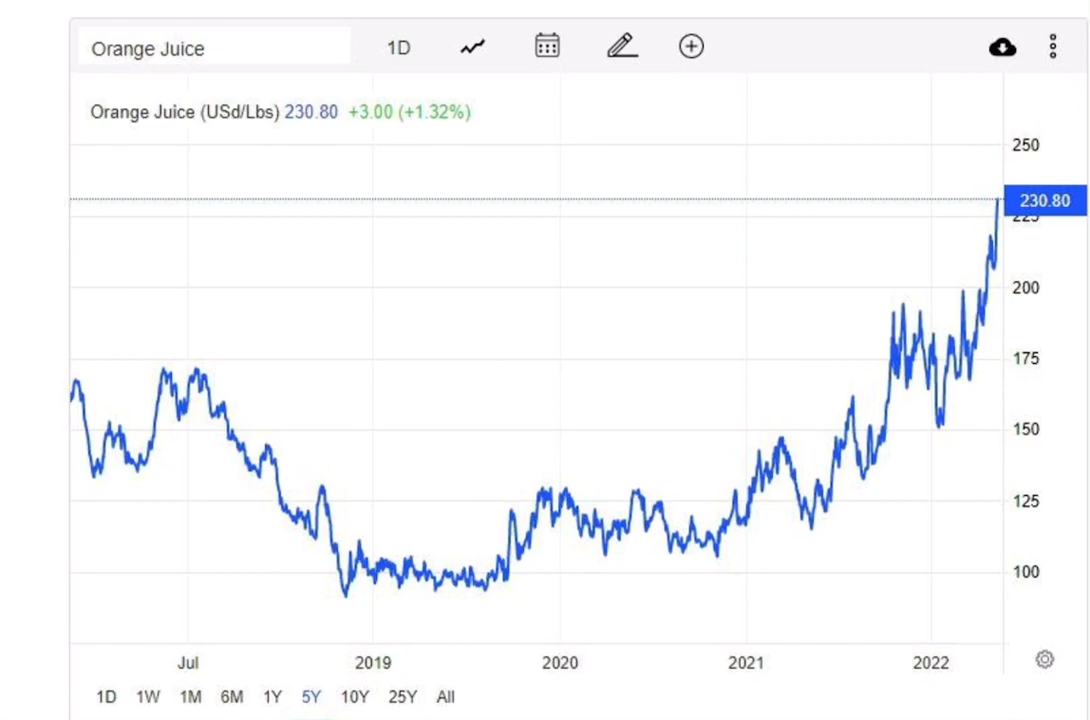 Orange Juice 1D
Orange Juice (USd/Lbs) 230.80 +3.00 (+1.32%)
250
230.80
225
200
175
150
125
100
Jul 2019 2020 2021 2022
1D 1W 1M 6M 1Y 5Y 10Y 25Y All